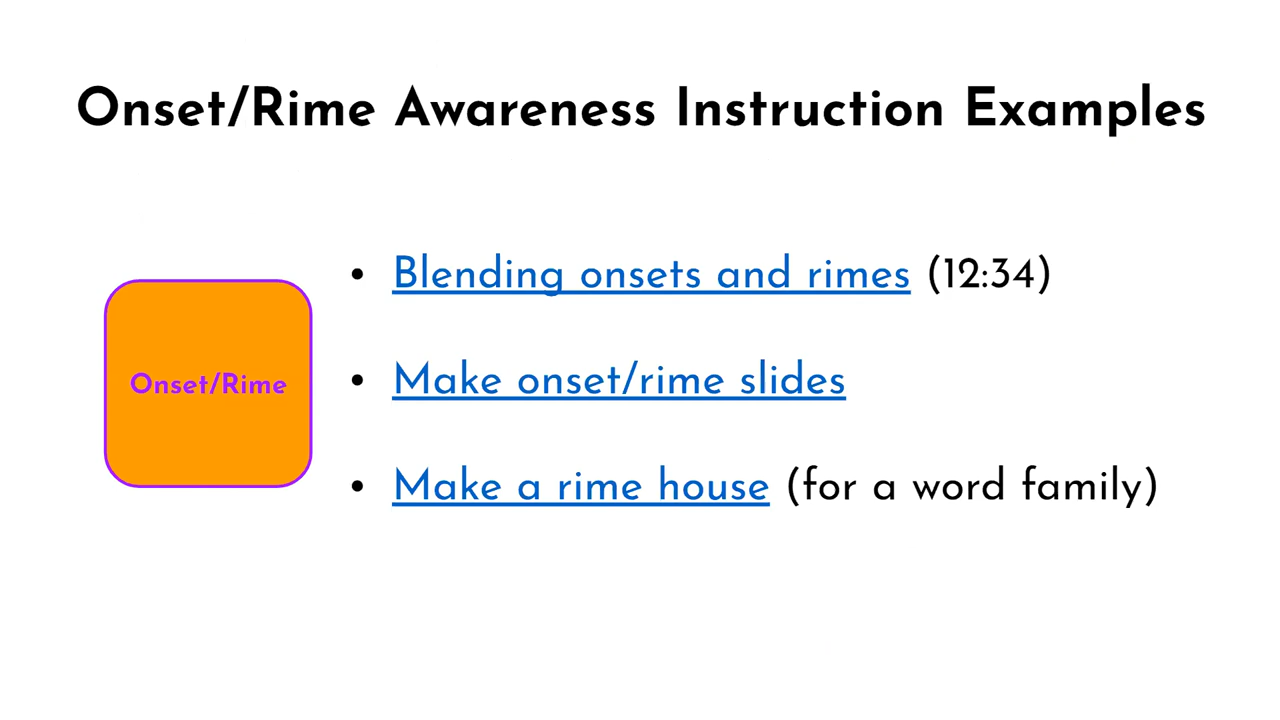 Onset/Rime Awareness Instruction Examples
Onset/Rime
• Blending onsets and rimes (12:34)
• Make onset/rime slides
• Make a rime house (for a word family)